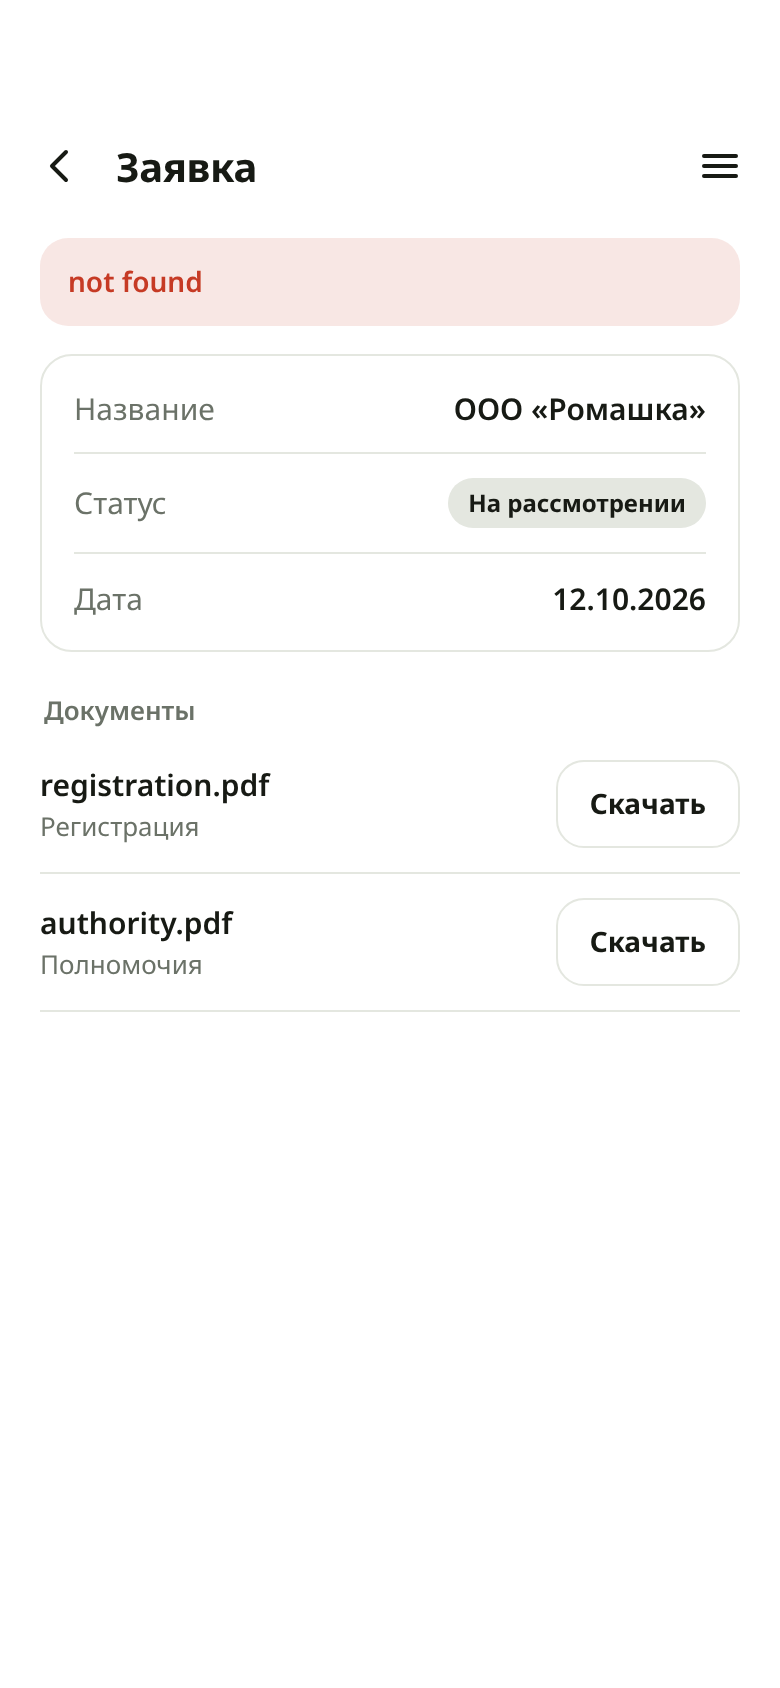 Заявка
not found
Название ООО «Ромашка»
Статус На рассмотрении
Дата 12.10.2026
Документы
registration.pdf
Регистрация
Скачать
authority.pdf
Полномочия
Скачать